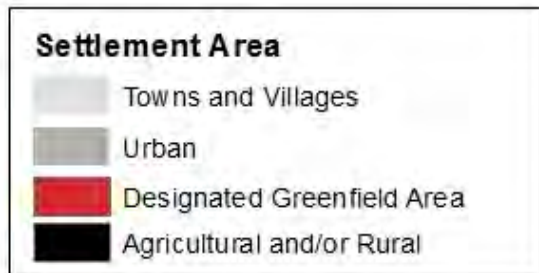 Settlement Area
Towns and Villages
Urban
Designated Greenfield Area
Agricultural and/or Rural